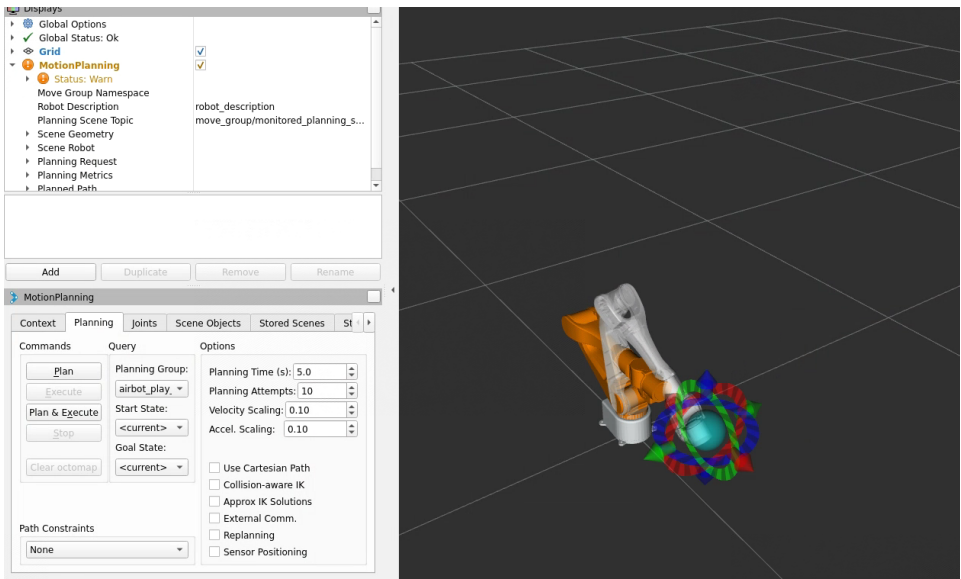 Displays
Global Options
Global Status: Ok
Grid
MotionPlanning
Status: Warn
Move Group Namespace
Robot Description robot_description
Planning Scene Topic move_group/monitored_planning_s...
Scene Geometry
Scene Robot
Planning Request
Planning Metrics
Planned Path
Add Duplicate Remove Rename
MotionPlanning
Context Planning Joints Scene Objects Stored Scenes St
Commands Query Options
Plan
Execute
Plan & Execute
Stop
Clear octomap
Planning Group:
airbot_play_
Start State:
<current>
Goal State:
<current>
Planning Time (s): 5.0
Planning Attempts: 10
Velocity Scaling: 0.10
Accel. Scaling: 0.10
Use Cartesian Path
Collision-aware IK
Approx IK Solutions
External Comm.
Replanning
Sensor Positioning
Path Constraints
None